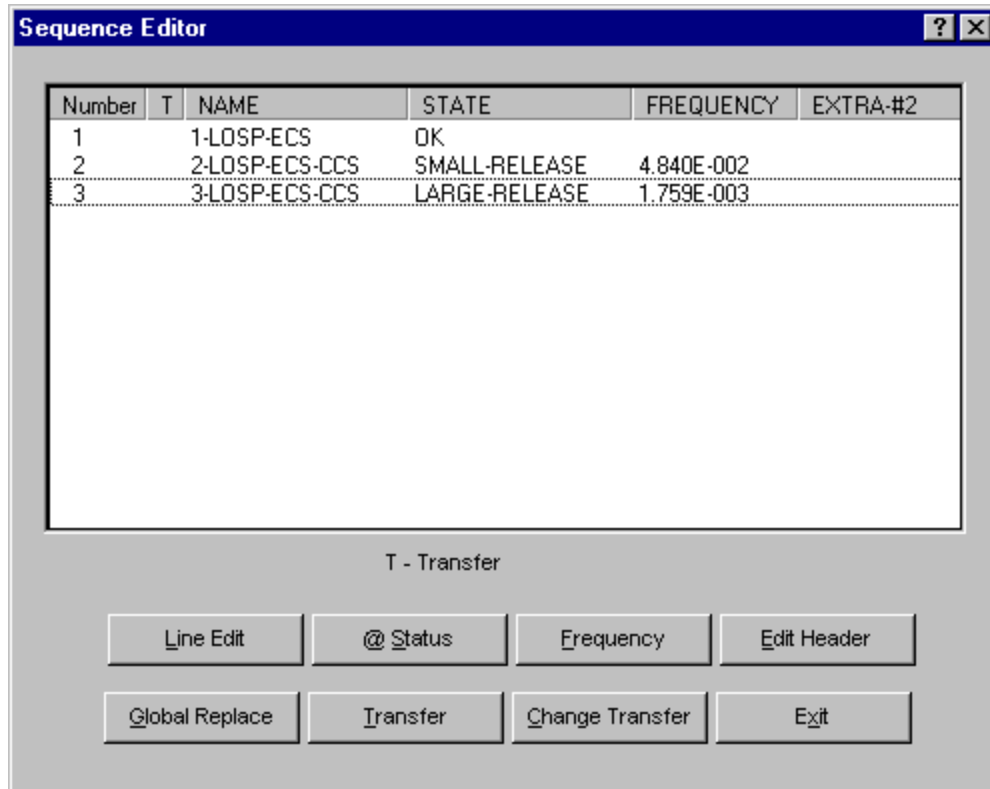 Sequence Editor
Number T NAME STATE FREQUENCY EXTRA-#2
1 1-LOSP-ECS OK
2 2-LOSP-ECS-CCS SMALL-RELEASE 4.840E-002
3 3-LOSP-ECS-CCS LARGE-RELEASE 1.759E-003
T - Transfer
Line Edit @ Status Frequency Edit Header
Global Replace Transfer Change Transfer Exit